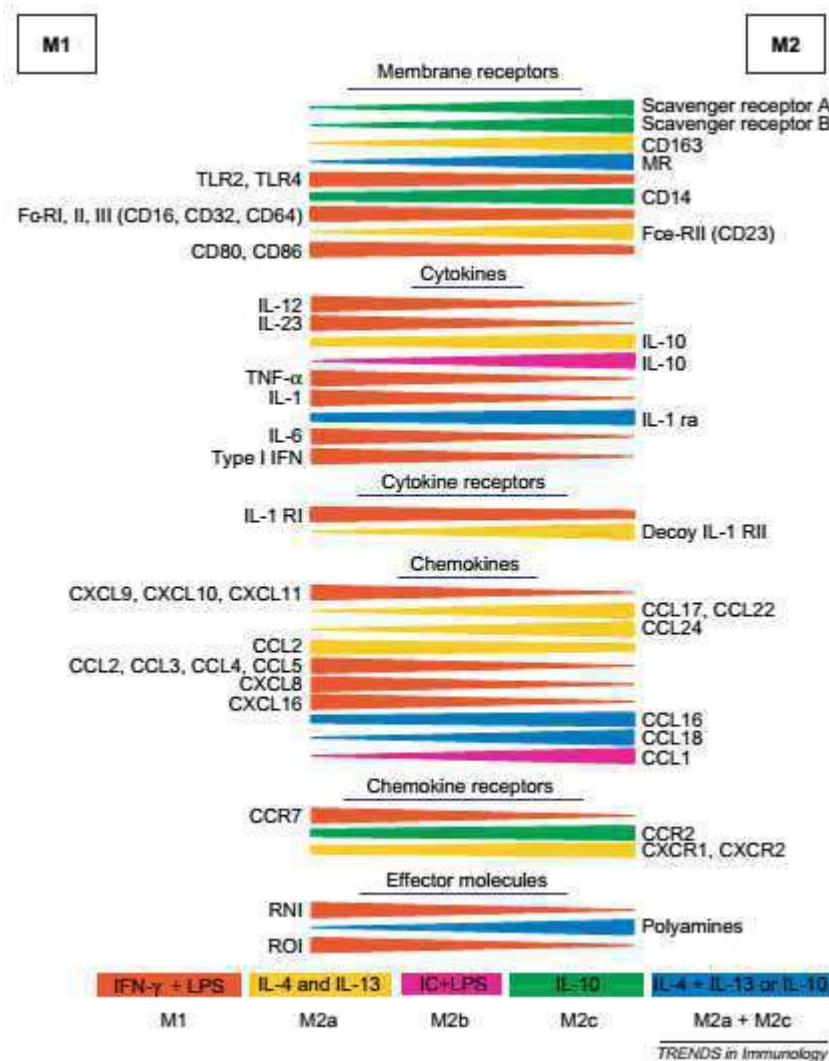 M1
M2
Membrane receptors
Scavenger receptor A
Scavenger receptor B
CD163
MR
TLR2, TLR4
CD14
Fc-RI, II, III (CD16, CD32, CD64)
Fce-RII (CD23)
CD80, CD86
Cytokines
IL-12
IL-23
IL-10
IL-10
TNF-α
IL-1
IL-1 ra
IL-6
Type I IFN
Cytokine receptors
IL-1 RI
Decoy IL-1 RII
Chemokines
CXCL9, CXCL10, CXCL11
CCL17, CCL22
CCL24
CCL2
CCL2, CCL3, CCL4, CCL5
CXCL8
CXCL16
CCL16
CCL18
CCL1
Chemokine receptors
CCR7
CCR2
CXCR1, CXCR2
Effector molecules
RNI
Polyamines
ROI
IFN-γ + LPS IL-4 and IL-13 IC+LPS IL-10 IL-4 + IL-13 or IL-10
M1 M2a M2b M2c M2a + M2c
TRENDS in Immunology